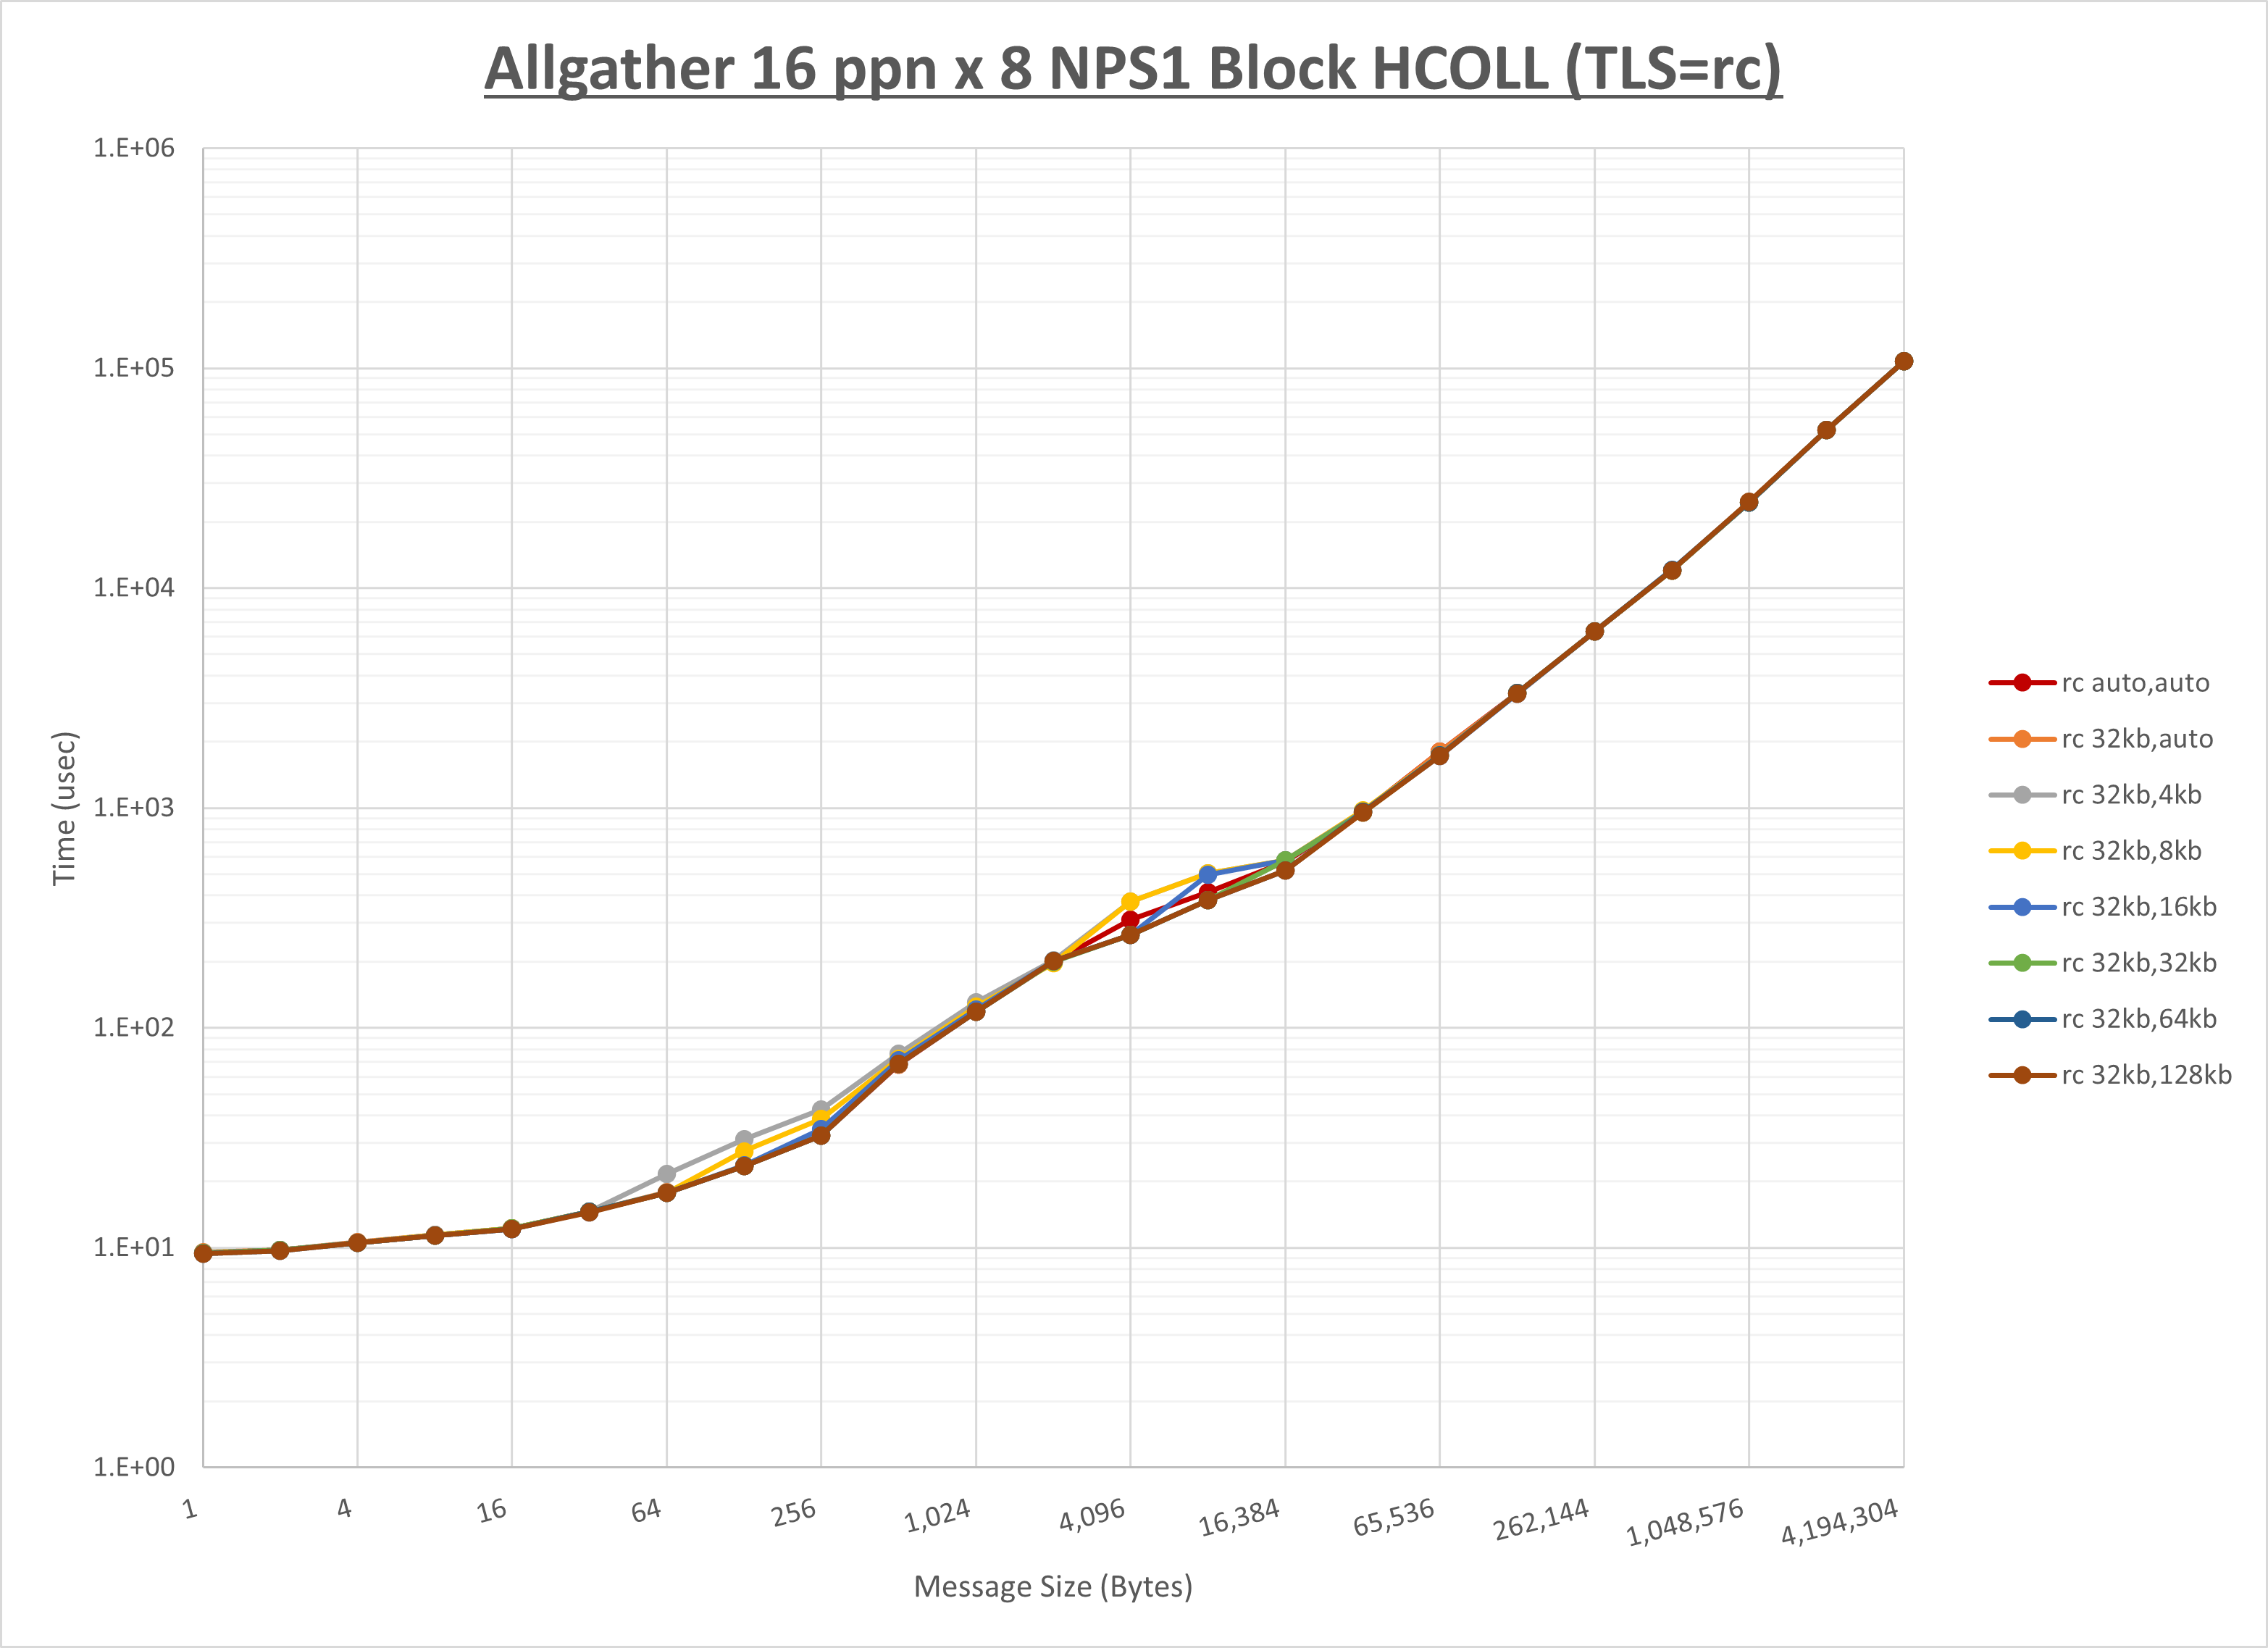 Allgather 16 ppn x 8 NPS1 Block HCOLL (TLS=rc)
1.E+06
1.E+05
1.E+04
1.E+03
1.E+02
1.E+01
1.E+00
Time (usec)
1 4 16 64 256 1,024 4,096 16,384 65,536 262,144 1,048,576 4,194,304
Message Size (Bytes)
rc auto,auto
rc 32kb,auto
rc 32kb,4kb
rc 32kb,8kb
rc 32kb,16kb
rc 32kb,32kb
rc 32kb,64kb
rc 32kb,128kb